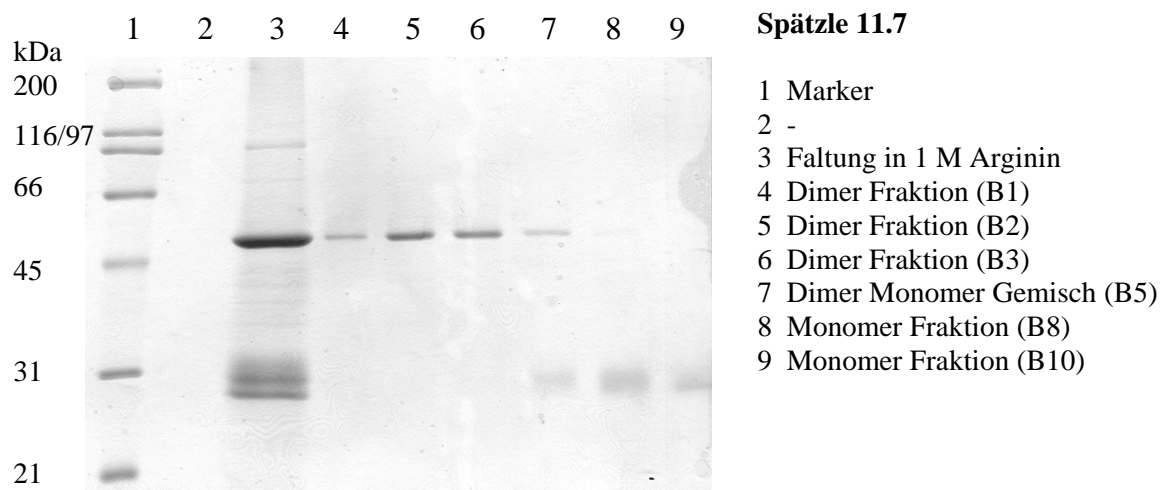 1 2 3 4 5 6 7 8 9
kDa
200
116/97
66
45
31
21
Spätzle 11.7
1 Marker
2 -
3 Faltung in 1 M Arginin
4 Dimer Fraktion (B1)
5 Dimer Fraktion (B2)
6 Dimer Fraktion (B3)
7 Dimer Monomer Gemisch (B5)
8 Monomer Fraktion (B8)
9 Monomer Fraktion (B10)